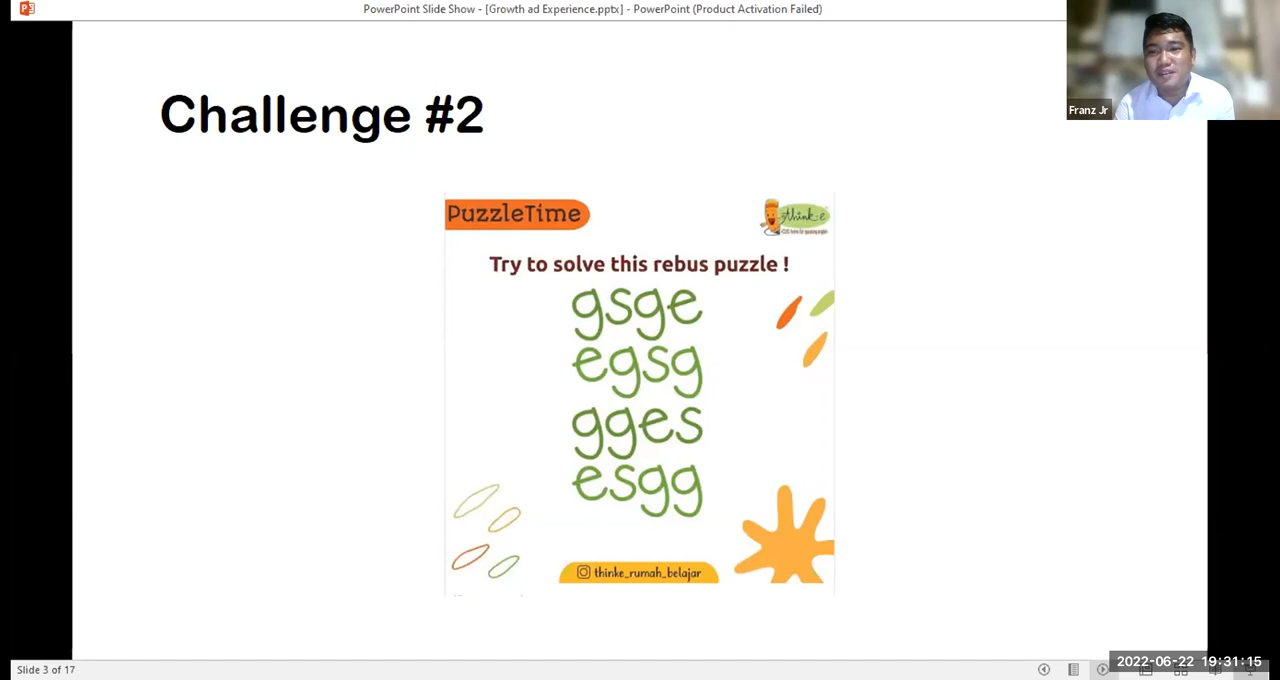 PowerPoint Slide Show - [Growth ad Experience.pptx] - PowerPoint (Product Activation Failed)
Franz Jr
Challenge #2
PuzzleTime
think-e
Try to solve this rebus puzzle !
gsge
egsg
gges
esgg
thinke_rumah_belajar
Slide 3 of 17
2022-06-22 19:31:15